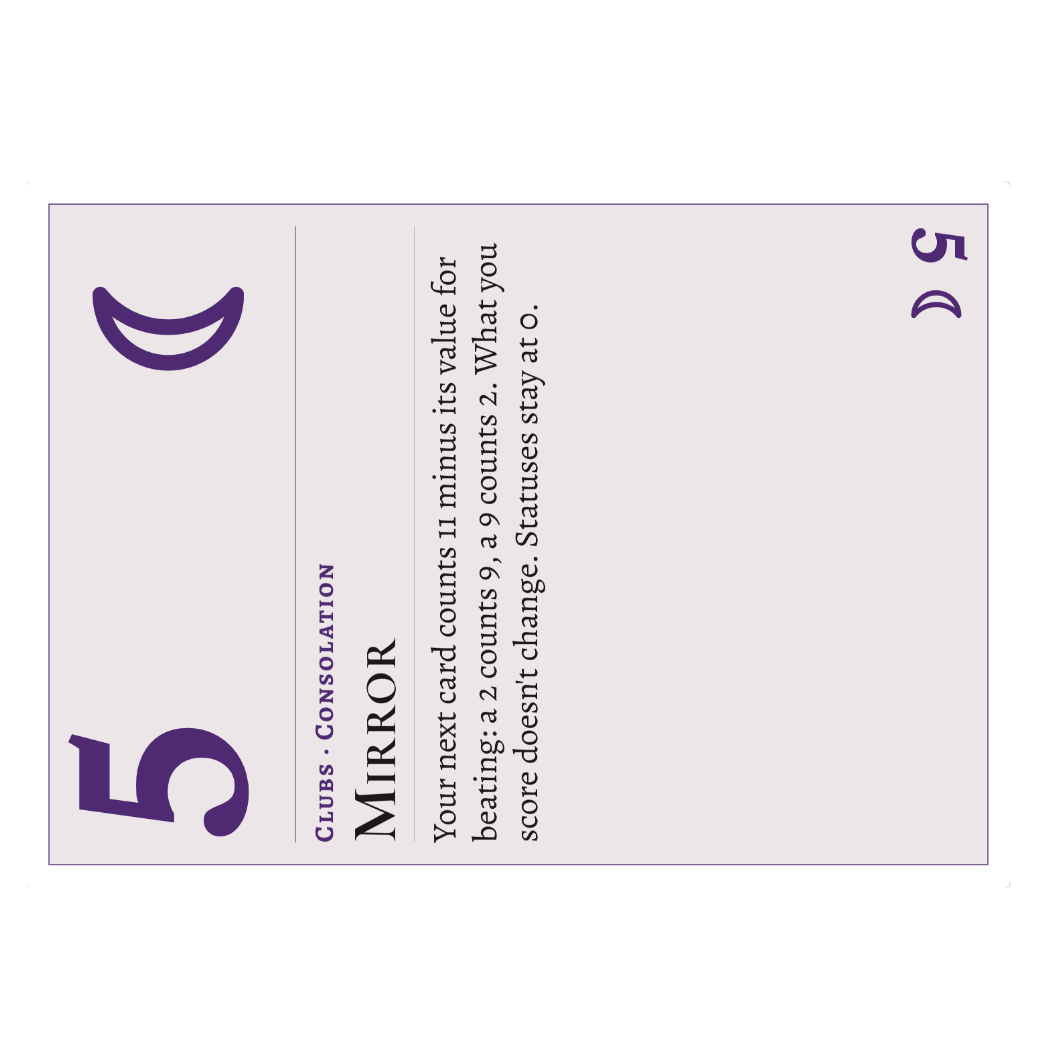 5
Clubs · Consolation
Mirror
Your next card counts 11 minus its value for
beating: a 2 counts 9, a 9 counts 2. What you
score doesn't change. Statuses stay at 0.
5